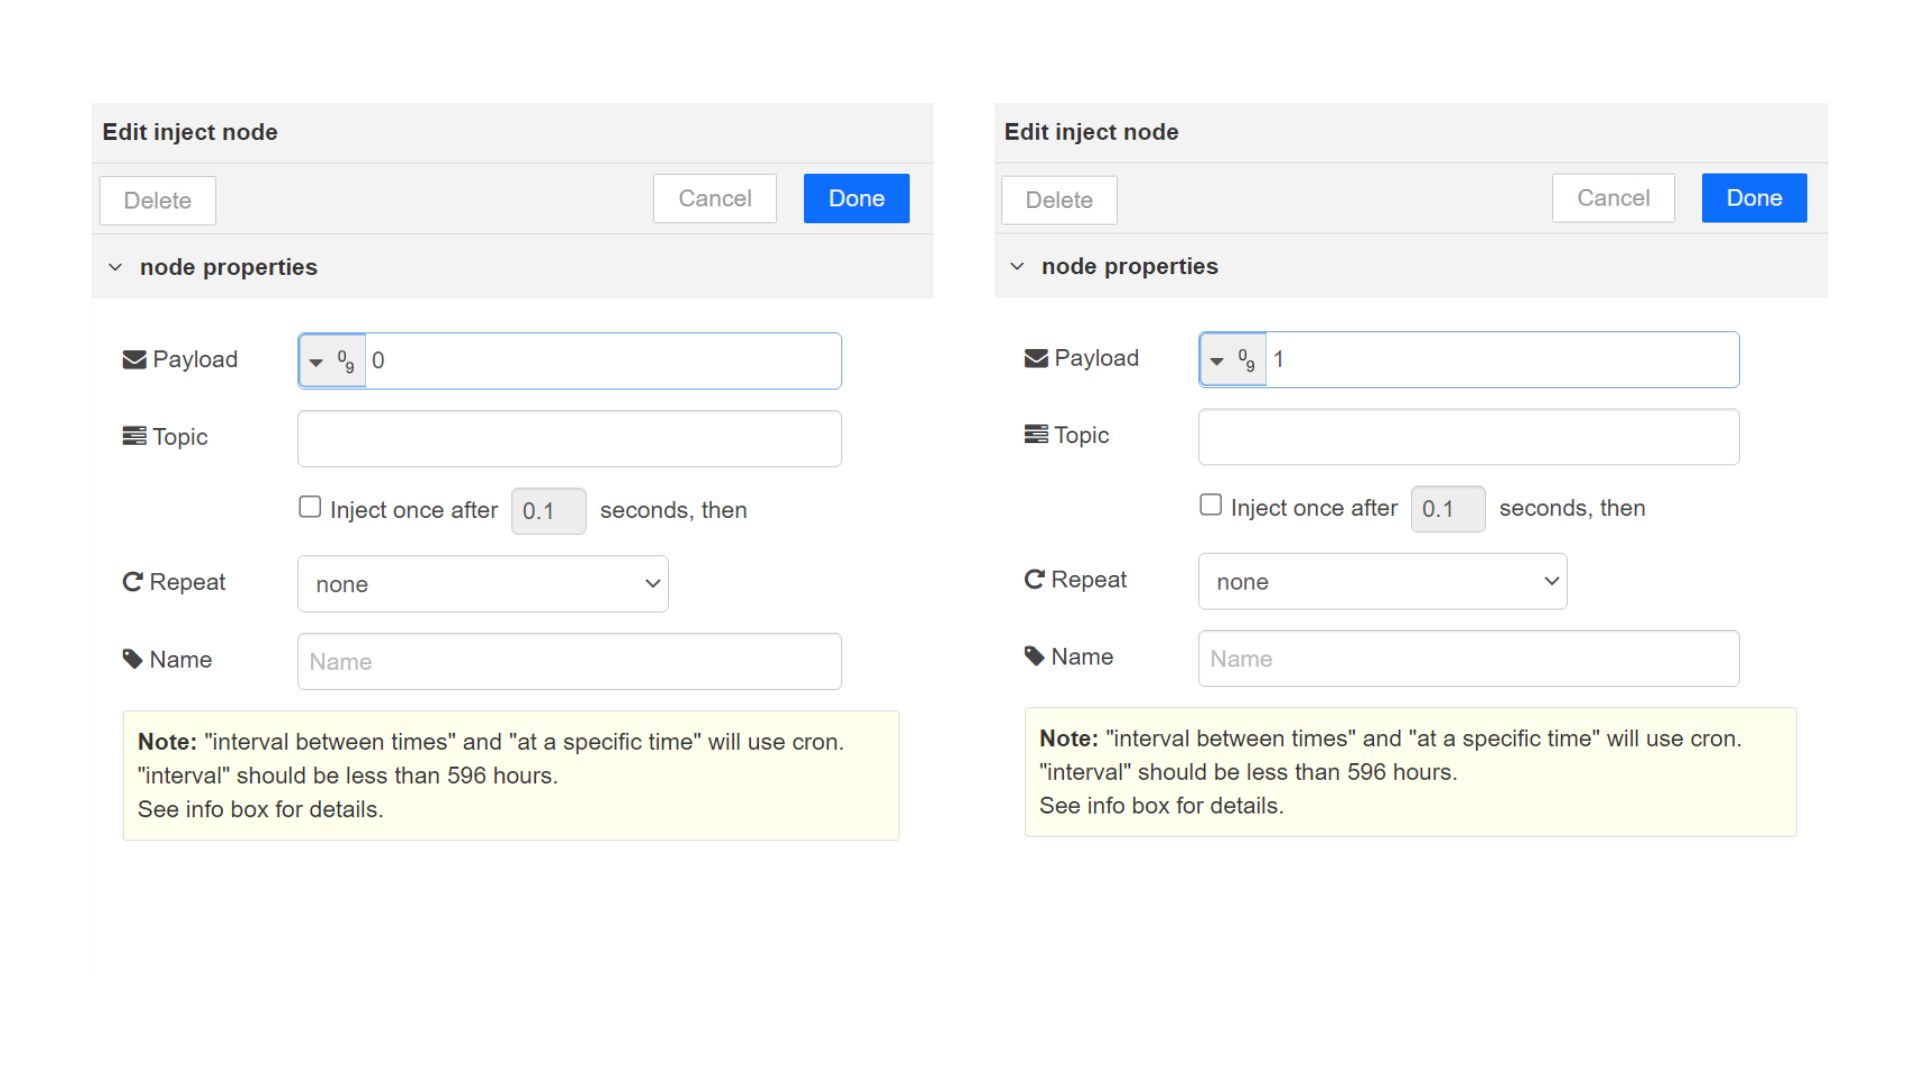 Edit inject node
Delete
Cancel
Done
node properties
Payload
0
9
0
Topic
Inject once after 0.1 seconds, then
Repeat
none
Name
Name
Note: "interval between times" and "at a specific time" will use cron.
"interval" should be less than 596 hours.
See info box for details.
Edit inject node
Delete
Cancel
Done
node properties
Payload
0
9
1
Topic
Inject once after 0.1 seconds, then
Repeat
none
Name
Name
Note: "interval between times" and "at a specific time" will use cron.
"interval" should be less than 596 hours.
See info box for details.